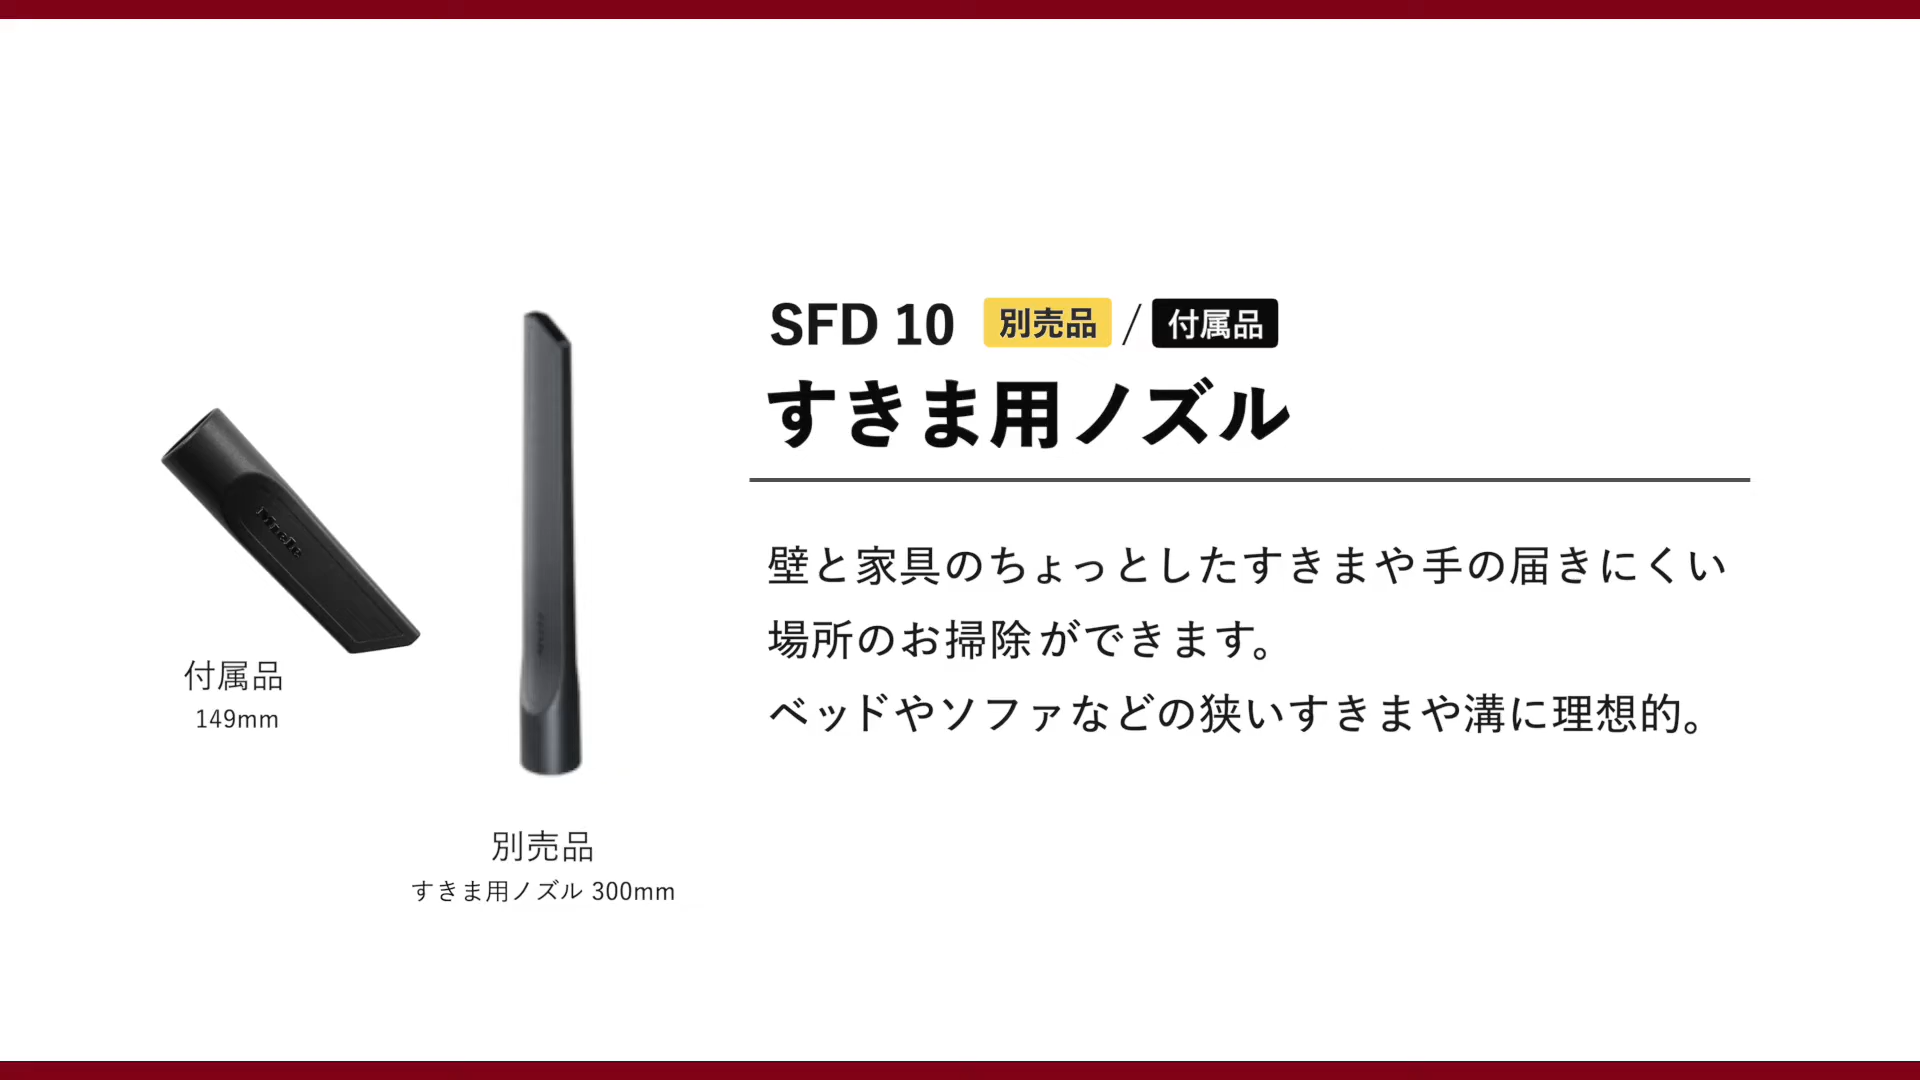 SFD 10 別売品 / 付属品
すきま用ノズル
壁と家具のちょっとしたすきまや手の届きにくい
場所のお掃除ができます。
ベッドやソファなどの狭いすきまや溝に理想的。
Miele
付属品
149mm
別売品
すきま用ノズル 300mm